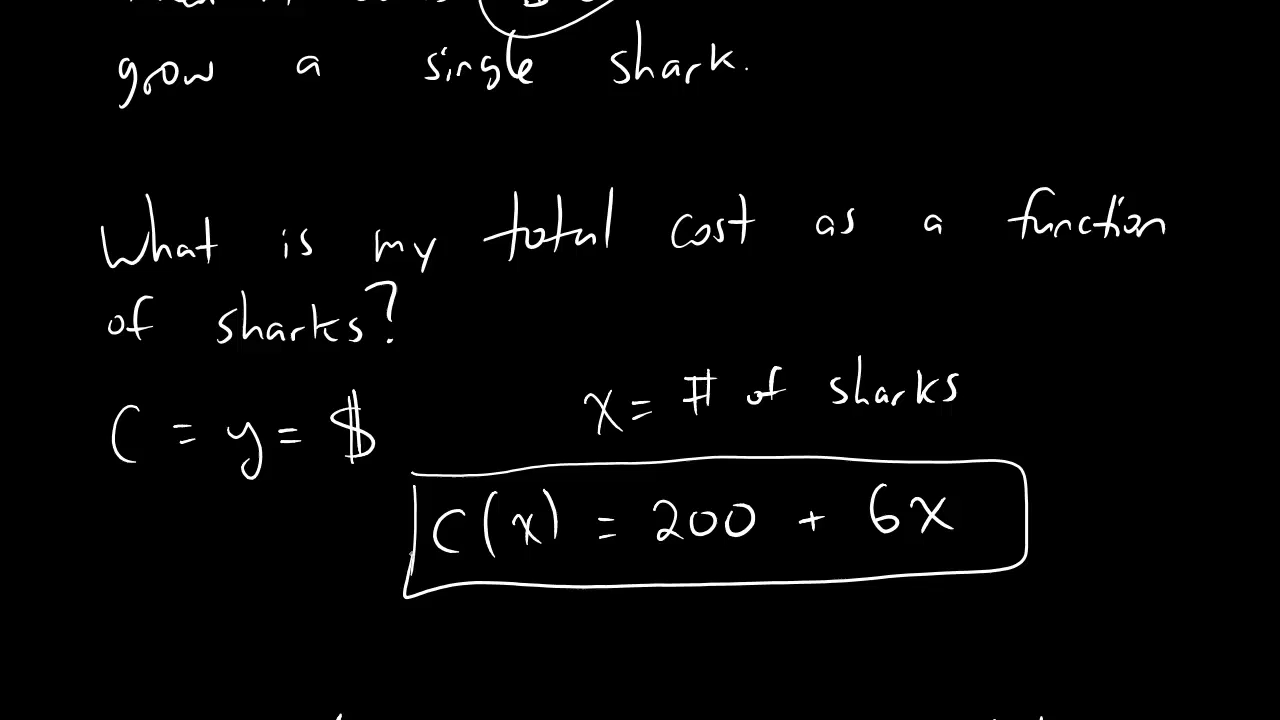 grow a single shark.
What is my total cost as a function
of sharks?
x = # of sharks
C = y = $
C(x) = 200 + 6x